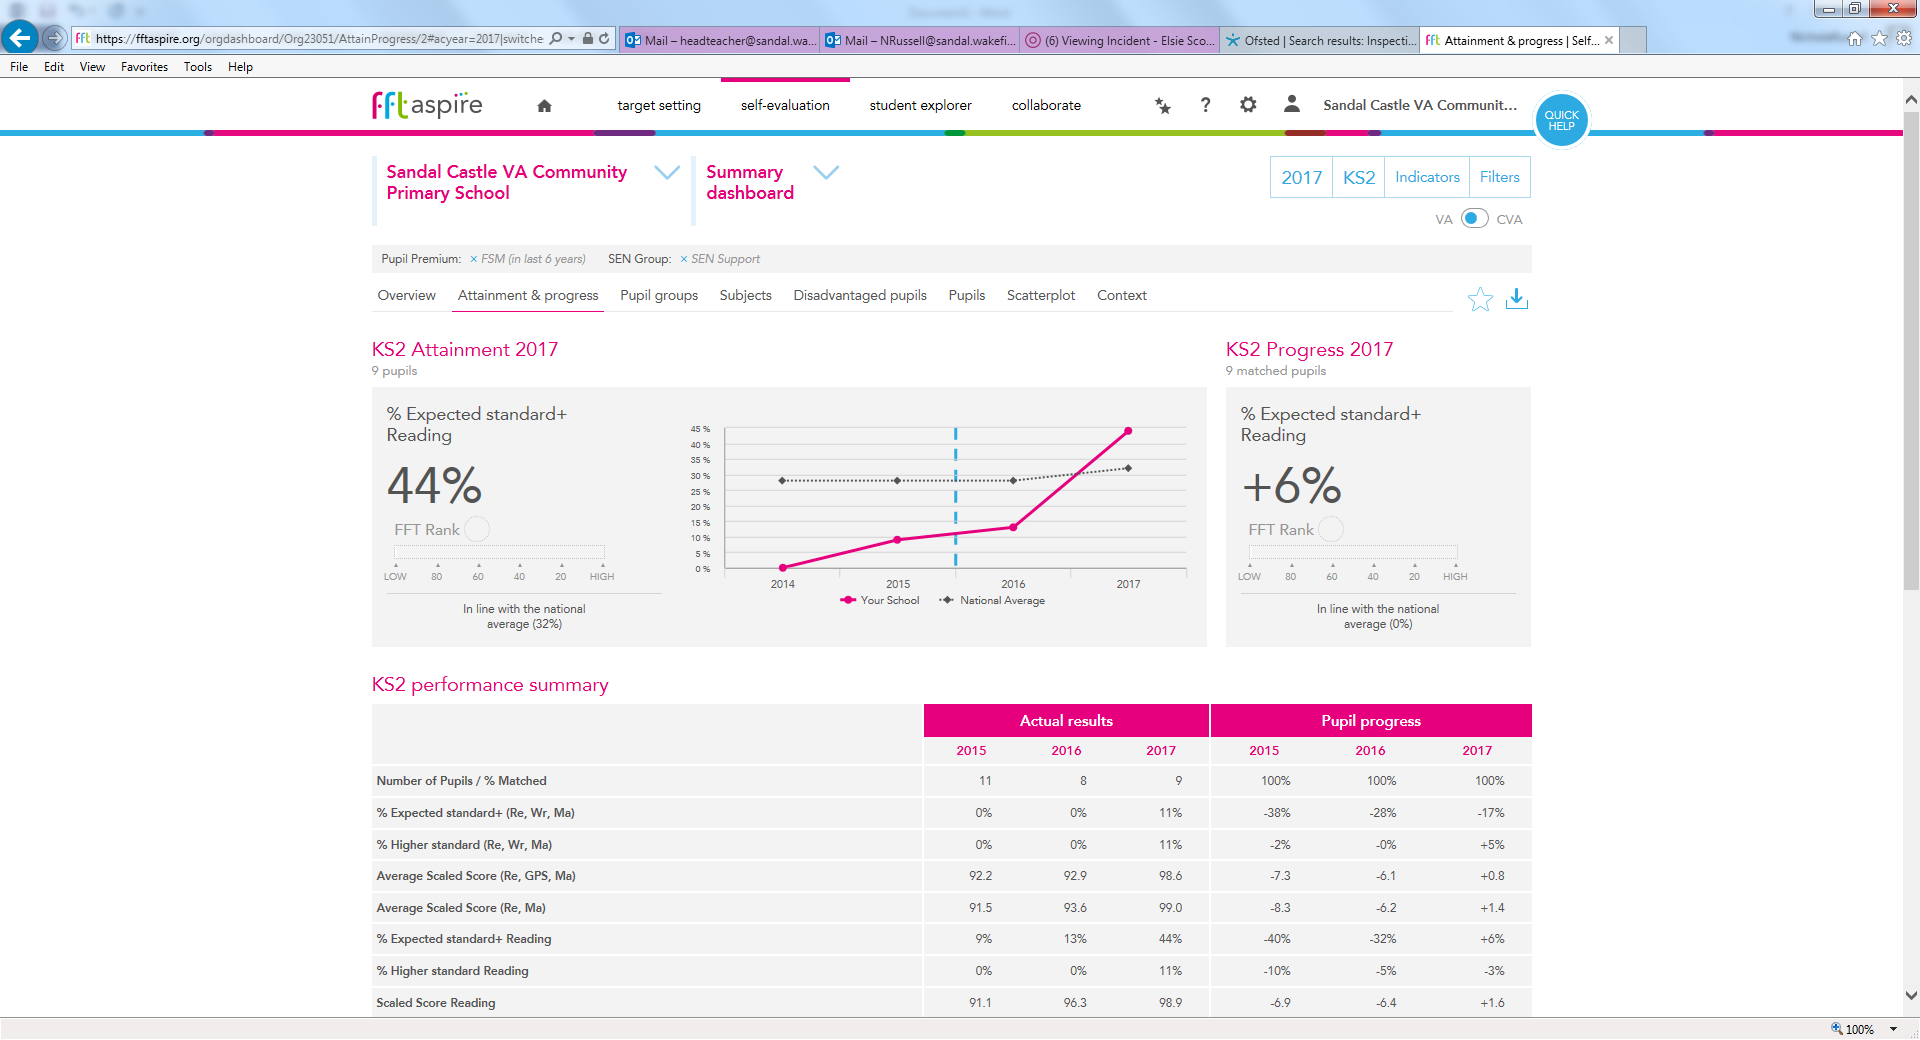 https://fftaspire.org/orgdashboard/Org23051/AttainProgress/2#acyear=2017|switche
Mail – headteacher@sandal.wa...
Mail – NRussell@sandal.wakefi...
(6) Viewing Incident - Elsie Sco...
Ofsted | Search results: Inspecti...
fft Attainment & progress | Self...
File Edit View Favorites Tools Help
fft aspire
target setting self-evaluation student explorer collaborate
? Sandal Castle VA Communit...
QUICK HELP
Sandal Castle VA Community
Primary School
Summary
dashboard
2017 KS2 Indicators Filters
VA CVA
Pupil Premium: × FSM (in last 6 years) SEN Group: × SEN Support
Overview Attainment & progress Pupil groups Subjects Disadvantaged pupils Pupils Scatterplot Context
KS2 Attainment 2017
9 pupils
% Expected standard+
Reading
44%
FFT Rank
LOW 80 60 40 20 HIGH
In line with the national
average (32%)
45 %
40 %
35 %
30 %
25 %
20 %
15 %
10 %
5 %
0 %
2014 2015 2016 2017
Your School National Average
KS2 Progress 2017
9 matched pupils
% Expected standard+
Reading
+6%
FFT Rank
LOW 80 60 40 20 HIGH
In line with the national
average (0%)
KS2 performance summary
Actual results Pupil progress
2015 2016 2017 2015 2016 2017
Number of Pupils / % Matched 11 8 9 100% 100% 100%
% Expected standard+ (Re, Wr, Ma) 0% 0% 11% -38% -28% -17%
% Higher standard (Re, Wr, Ma) 0% 0% 11% -2% -0% +5%
Average Scaled Score (Re, GPS, Ma) 92.2 92.9 98.6 -7.3 -6.1 +0.8
Average Scaled Score (Re, Ma) 91.5 93.6 99.0 -8.3 -6.2 +1.4
% Expected standard+ Reading 9% 13% 44% -40% -32% +6%
% Higher standard Reading 0% 0% 11% -10% -5% -3%
Scaled Score Reading 91.1 96.3 98.9 -6.9 -6.4 +1.6
100%